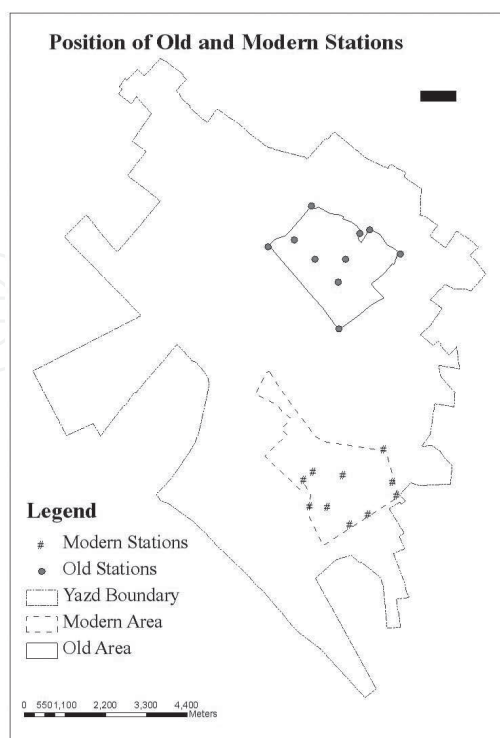 Position of Old and Modern Stations
Legend
# Modern Stations
Old Stations
Yazd Boundary
Modern Area
Old Area
0 550 1,100 2,200 3,300 4,400
Meters